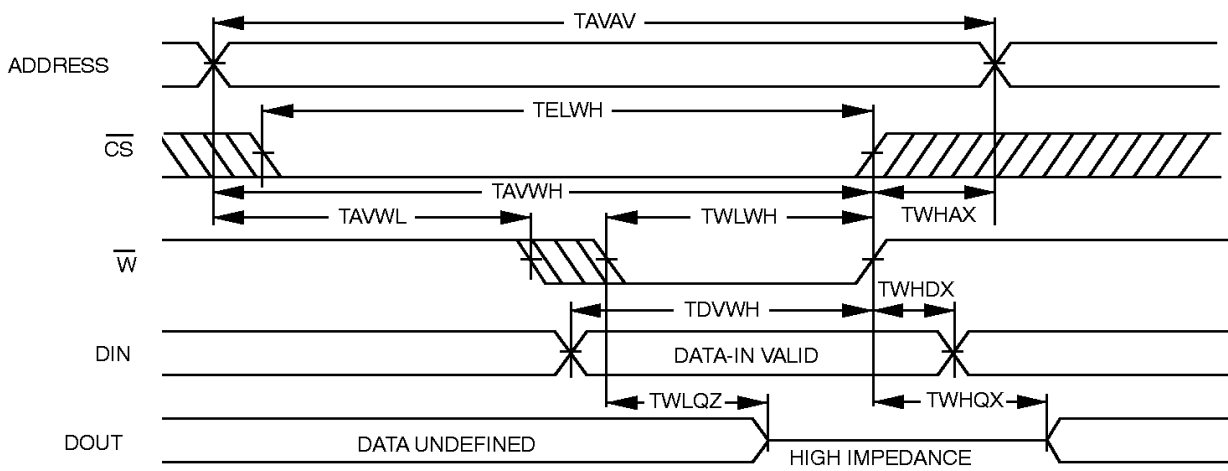 TAVAV
ADDRESS
TELWH
CS
TAVWH
TWHAX
TAVWL
TWLWH
W
TWHDX
TDVWH
DIN
DATA-IN VALID
TWLQZ
TWHQX
DOUT
DATA UNDEFINED
HIGH IMPEDANCE